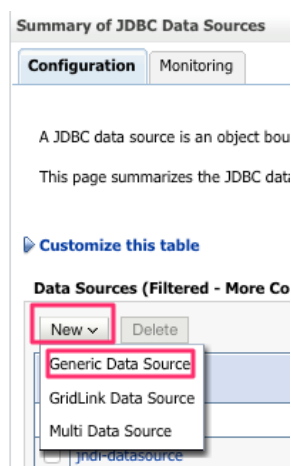 Summary of JDBC Data Sources
Configuration Monitoring
A JDBC data source is an object bou
This page summarizes the JDBC data
Customize this table
Data Sources (Filtered - More Co
New Delete
Generic Data Source
GridLink Data Source
Multi Data Source
jndi-datasource